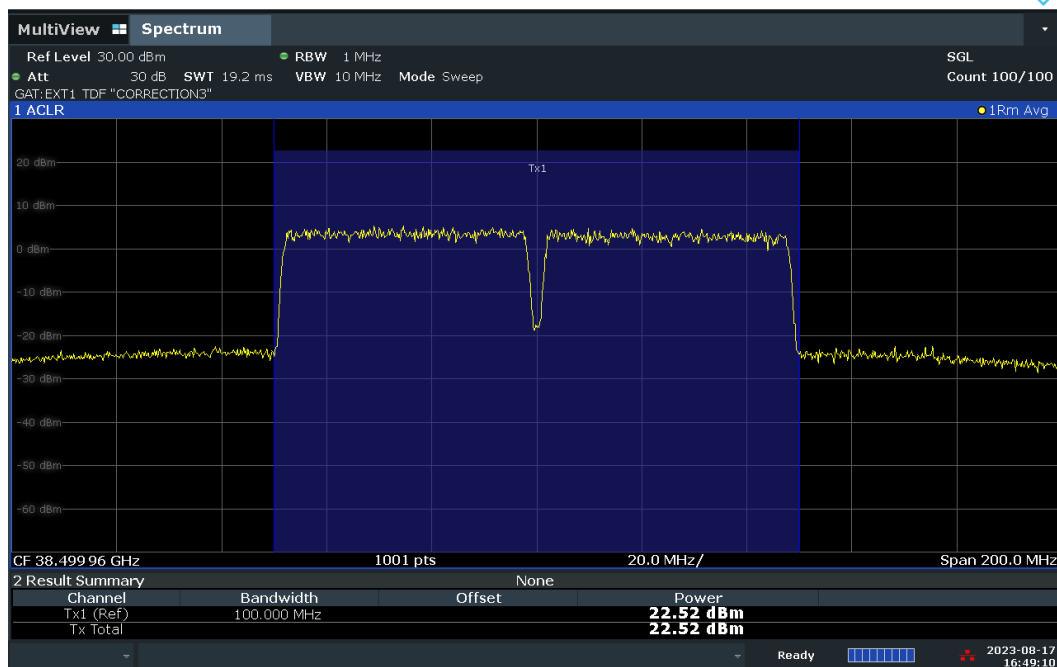 MultiView Spectrum
Ref Level 30.00 dBm RBW 1 MHz SGL
Att 30 dB SWT 19.2 ms VBW 10 MHz Mode Sweep Count 100/100
GAT:EXT1 TDF "CORRECTION3"
1 ACLR 1Rm Avg
Tx1
20 dBm
10 dBm
0 dBm
-10 dBm
-20 dBm
-30 dBm
-40 dBm
-50 dBm
-60 dBm
CF 38.49996 GHz 1001 pts 20.0 MHz/ Span 200.0 MHz
2 Result Summary None
Channel Bandwidth Offset Power
Tx1 (Ref) 100.000 MHz 22.52 dBm
Tx Total 22.52 dBm
Ready 2023-08-17
16:49:10